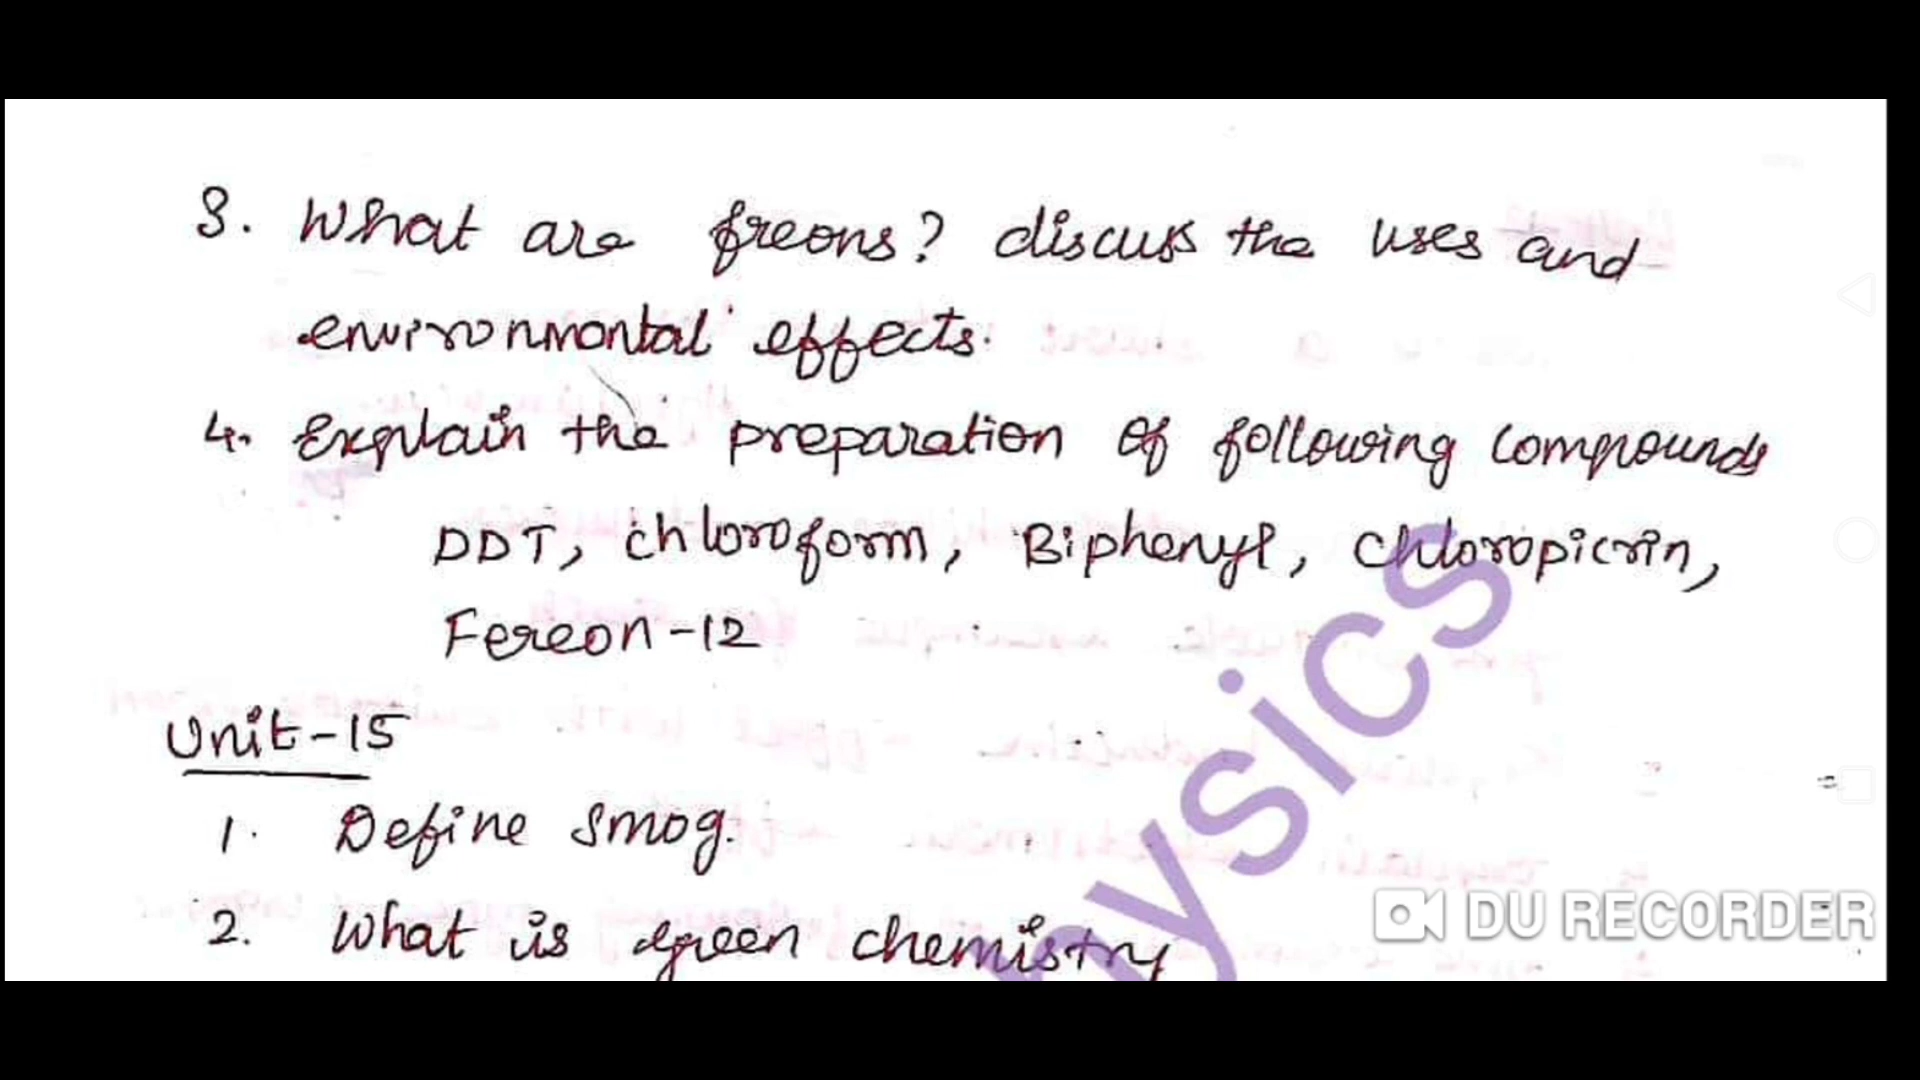 3. What are freons? discuss the uses and
environmental effects.
4. Explain the preparation of following compounds
DDT, chloroform, Biphenyl, Chloropicrin,
Fereon-12
Unit-15
1. Define smog.
2. What is green chemistry
ysics
DU RECORDER